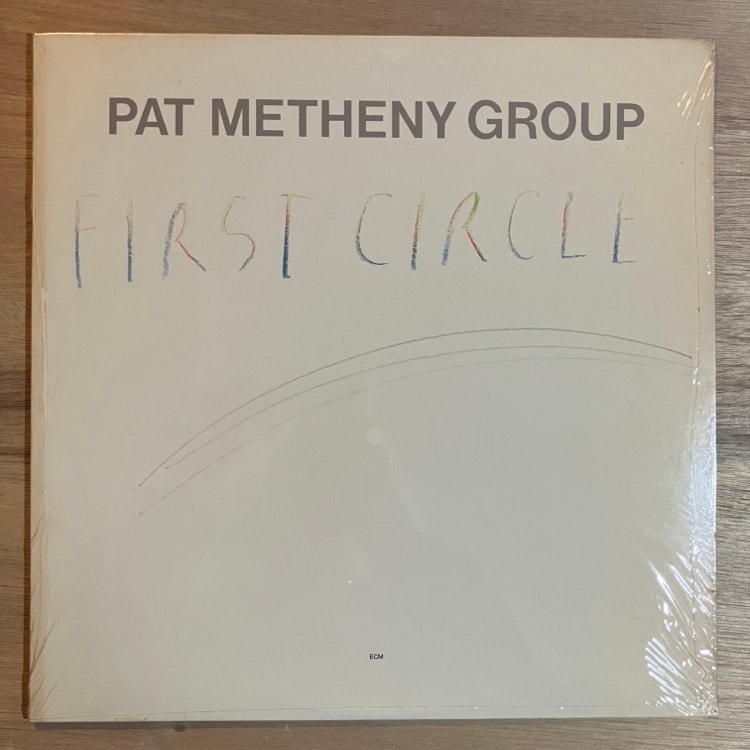 PAT METHENY GROUP
FIRST CIRCLE
ECM